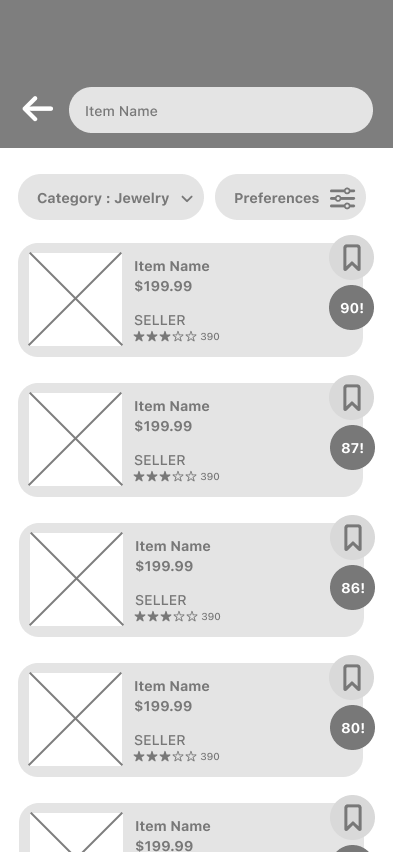 Item Name
Category : Jewelry
Preferences
Item Name
$199.99
90!
SELLER
390
Item Name
$199.99
87!
SELLER
390
Item Name
$199.99
86!
SELLER
390
Item Name
$199.99
80!
SELLER
390
Item Name
$199.99